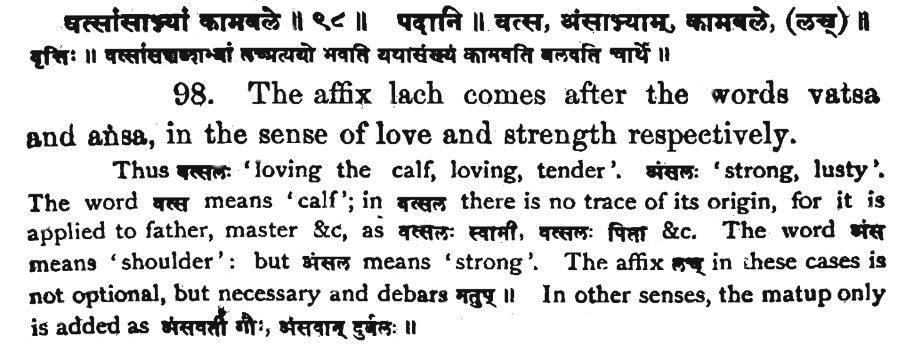 वत्सांसाभ्यां कामबले ॥ ९८ ॥ पदानि ॥ वत्स, अंसाभ्याम्, कामबले, (लच्) ॥
वृत्तिः ॥ वत्सांसशब्दाभ्यां लच्प्रत्ययो भवति यथासंख्यं कामवति बलवति चार्थे ॥
98. The affix lach comes after the words vatsa
and aṅsa, in the sense of love and strength respectively.
Thus वत्सलः 'loving the calf, loving, tender'. अंसलः 'strong, lusty'.
The word वत्स means 'calf'; in वत्सल there is no trace of its origin, for it is
applied to father, master &c, as वत्सलः स्वामी, वत्सलः पिता &c. The word अंस
means 'shoulder': but अंसल means 'strong'. The affix लच् in these cases is
not optional, but necessary and debars मतुप् ॥ In other senses, the matup only
is added as अंसवती गौः, अंसवान् दुर्बलः ॥